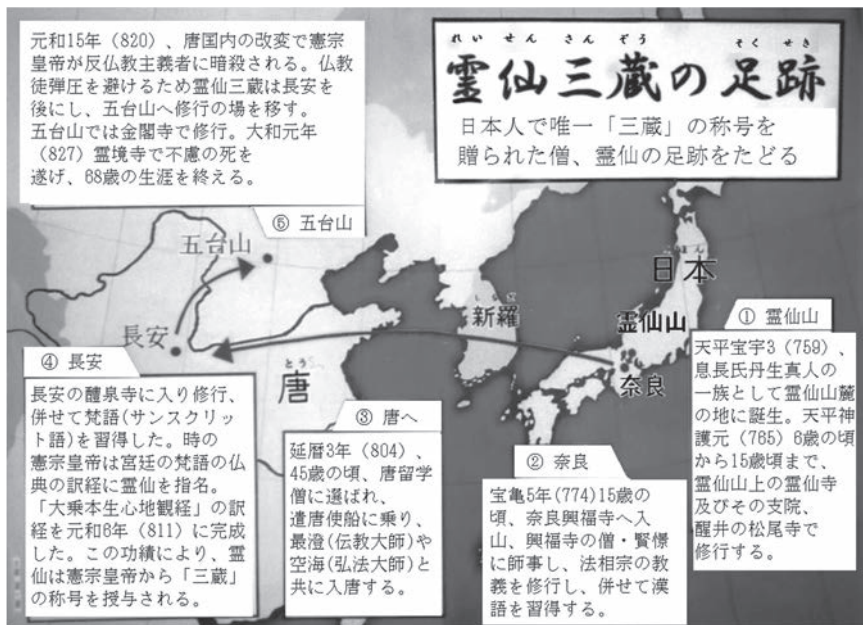 れいせんさんぞう そくせき
霊仙三蔵の足跡
日本人で唯一「三蔵」の称号を
贈られた僧、霊仙の足跡をたどる
元和15年（820）、唐国内の改変で憲宗
皇帝が反仏教主義者に暗殺される。仏教
徒弾圧を避けるため霊仙三蔵は長安を
後にし、五台山へ修行の場を移す。
五台山では金閣寺で修行。大和元年
（827）霊境寺で不慮の死を
遂げ、68歳の生涯を終える。
⑤ 五台山
五台山
長安
とう
唐
しらぎ
新羅
日本
霊仙山
奈良
① 霊仙山
天平宝宇3（759）、
息長氏丹生真人の
一族として霊仙山麓
の地に誕生。天平神
護元（765）6歳の頃
から15歳頃まで、
霊仙山上の霊仙寺
及びその支院、
醒井の松尾寺で
修行する。
② 奈良
宝亀5年(774)15歳の
頃、奈良興福寺へ入
山、興福寺の僧・賢憬
に師事し、法相宗の教
義を修行し、併せて漢
語を習得する。
③ 唐へ
延暦3年（804）、
45歳の頃、唐留学
僧に選ばれ、
遣唐使船に乗り、
最澄(伝教大師)や
空海(弘法大師)と
共に入唐する。
④ 長安
長安の醴泉寺に入り修行、
併せて梵語(サンスクリッ
ト語)を習得した。時の
憲宗皇帝は宮廷の梵語の仏
典の訳経に霊仙を指名。
「大乗本生心地観経」の訳
経を元和6年（811）に完成
した。この功績により、霊
仙は憲宗皇帝から「三蔵」
の称号を授与される。